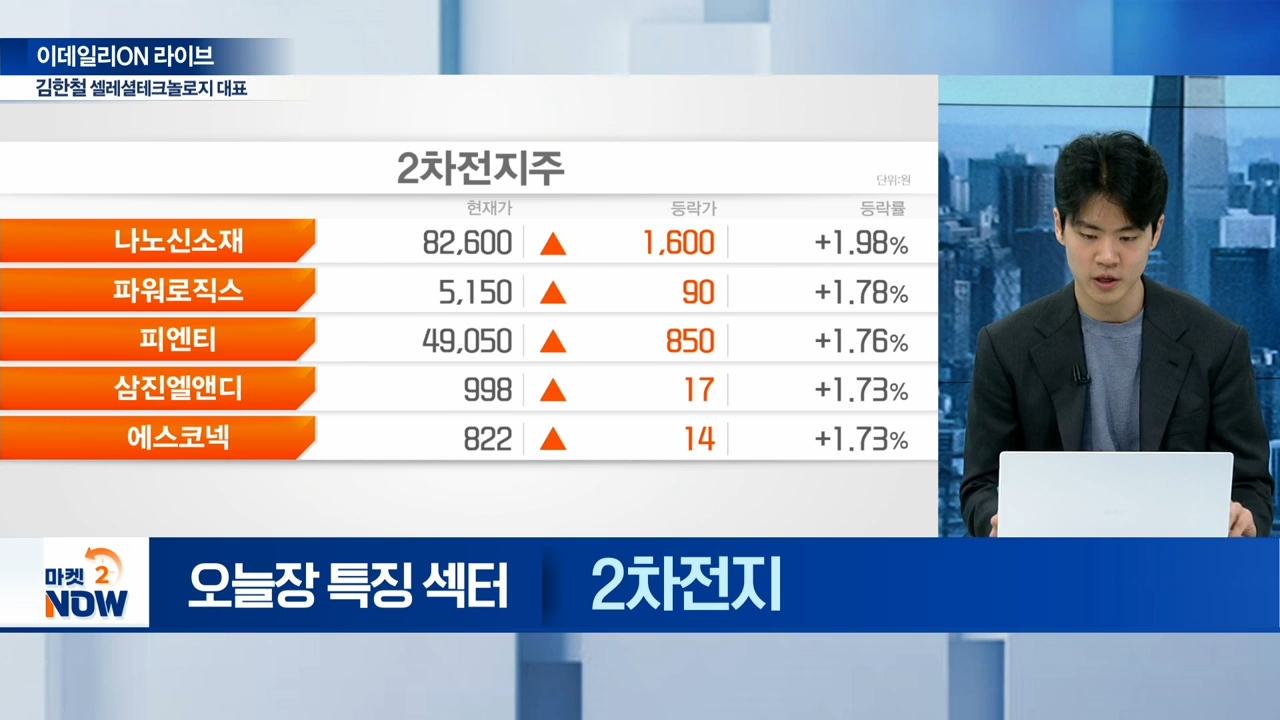 이데일리ON 라이브
김한철 셀레셜테크놀로지 대표
2차전지주
단위:원
현재가 등락가 등락률
나노신소재 82,600 ▲ 1,600 +1.98%
파워로직스 5,150 ▲ 90 +1.78%
피엔티 49,050 ▲ 850 +1.76%
삼진엘앤디 998 ▲ 17 +1.73%
에스코넥 822 ▲ 14 +1.73%
마켓 2
NOW
오늘장 특징 섹터 2차전지